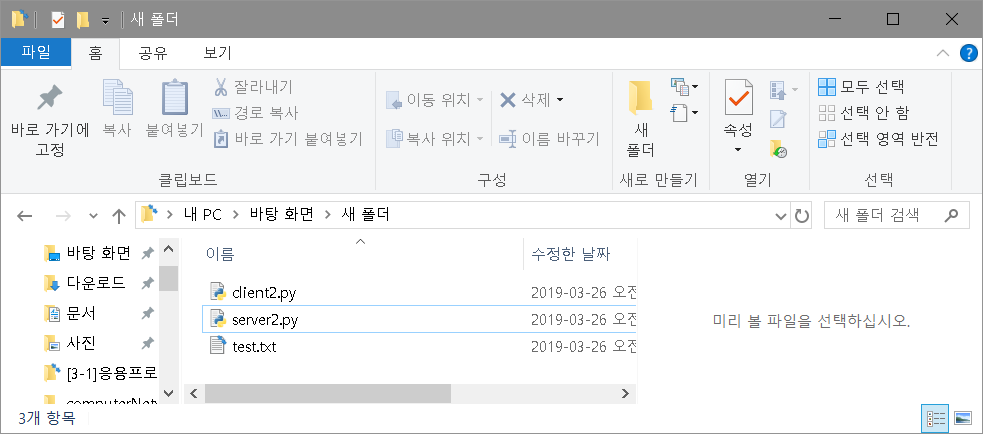 새 폴더
파일 홈 공유 보기
바로 가기에 고정
복사
붙여넣기
잘라내기
경로 복사
바로 가기 붙여넣기
클립보드
이동 위치
복사 위치
삭제
이름 바꾸기
구성
새 폴더
새로 만들기
속성
열기
모두 선택
선택 안 함
선택 영역 반전
선택
내 PC 바탕 화면 새 폴더
새 폴더 검색
바탕 화면
다운로드
문서
사진
[3-1]응용프로
computerNet
이름 수정한 날짜
client2.py 2019-03-26 오전
server2.py 2019-03-26 오전
test.txt 2019-03-26 오전
미리 볼 파일을 선택하십시오.
3개 항목